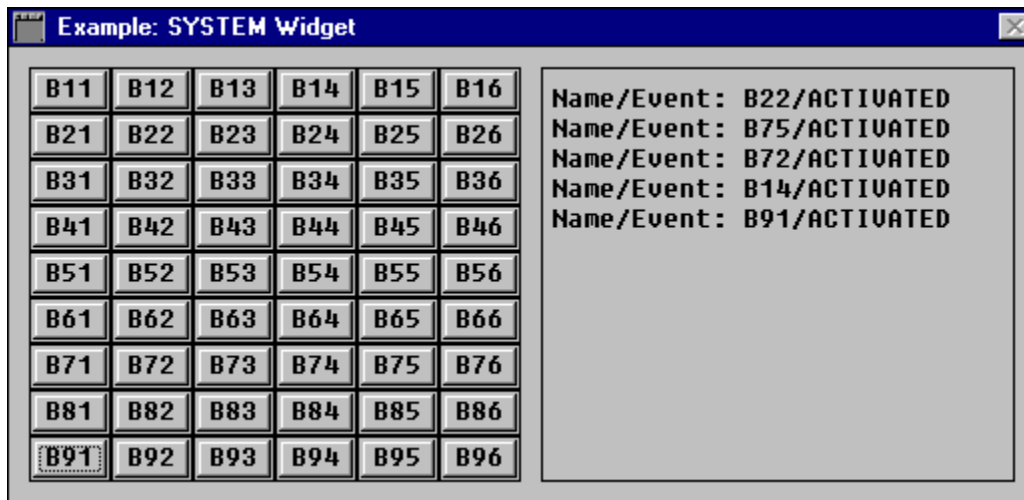 Example: SYSTEM Widget
B11 B12 B13 B14 B15 B16
B21 B22 B23 B24 B25 B26
B31 B32 B33 B34 B35 B36
B41 B42 B43 B44 B45 B46
B51 B52 B53 B54 B55 B56
B61 B62 B63 B64 B65 B66
B71 B72 B73 B74 B75 B76
B81 B82 B83 B84 B85 B86
B91 B92 B93 B94 B95 B96
Name/Event: B22/ACTIVATED
Name/Event: B75/ACTIVATED
Name/Event: B72/ACTIVATED
Name/Event: B14/ACTIVATED
Name/Event: B91/ACTIVATED